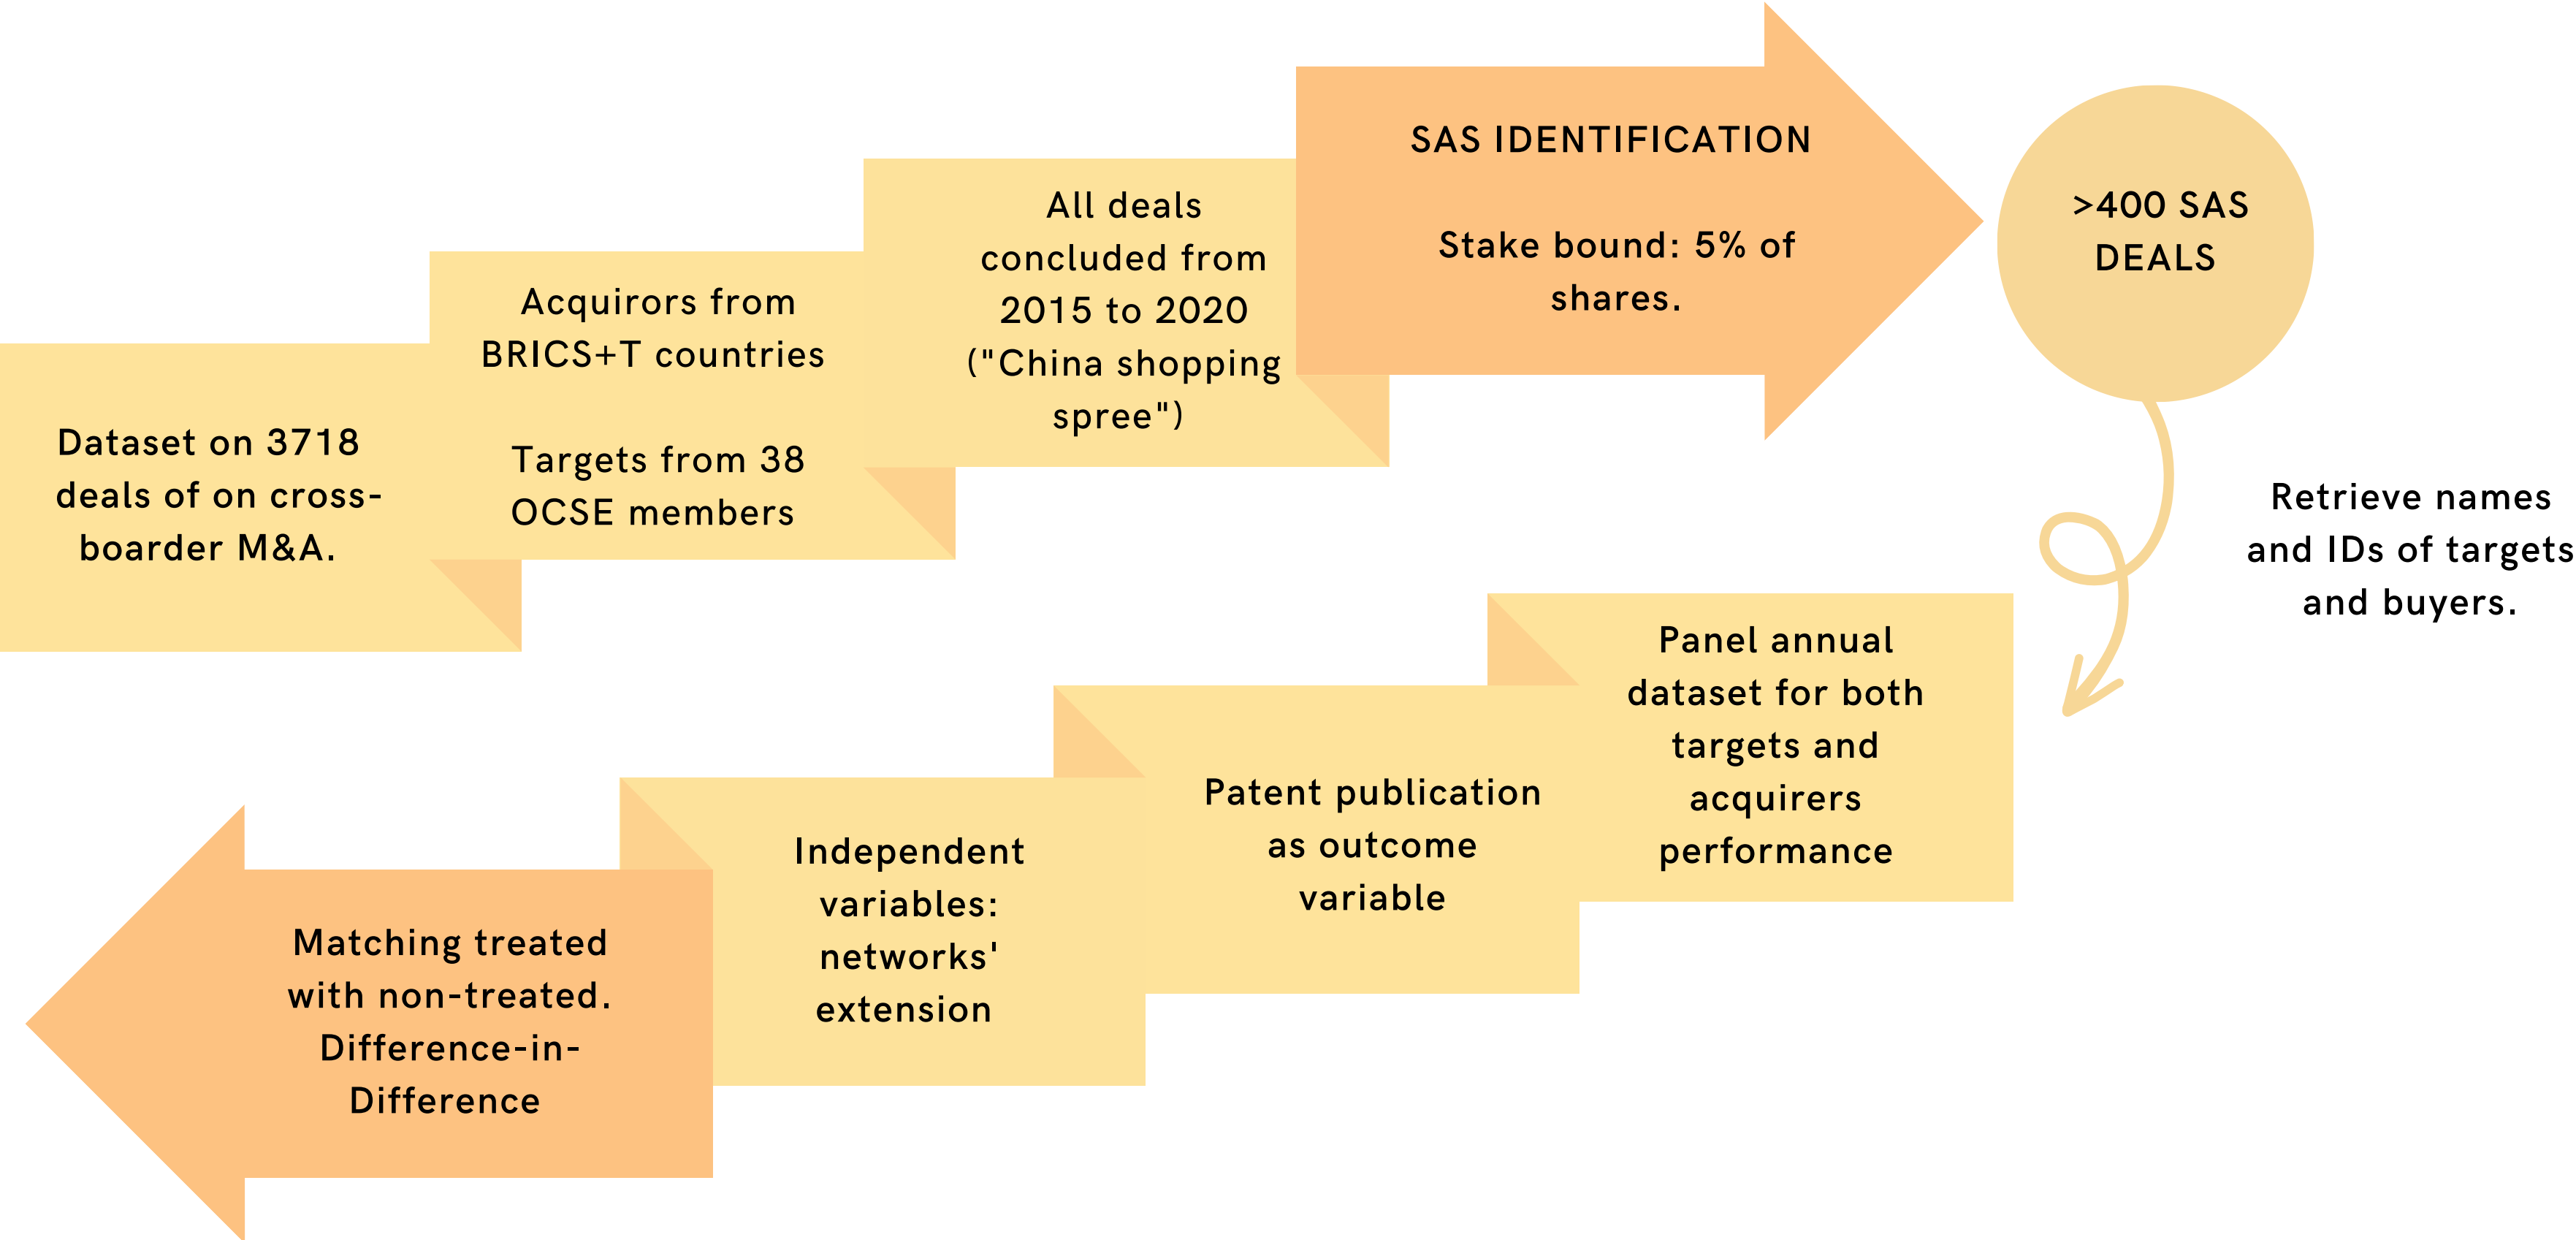 Dataset on 3718
deals of on cross-
boarder M&A.
Acquirors from
BRICS+T countries
Targets from 38
OCSE members
All deals
concluded from
2015 to 2020
("China shopping
spree")
SAS IDENTIFICATION
Stake bound: 5% of
shares.
>400 SAS
DEALS
Retrieve names
and IDs of targets
and buyers.
Panel annual
dataset for both
targets and
acquirers
performance
Patent publication
as outcome
variable
Independent
variables:
networks'
extension
Matching treated
with non-treated.
Difference-in-
Difference